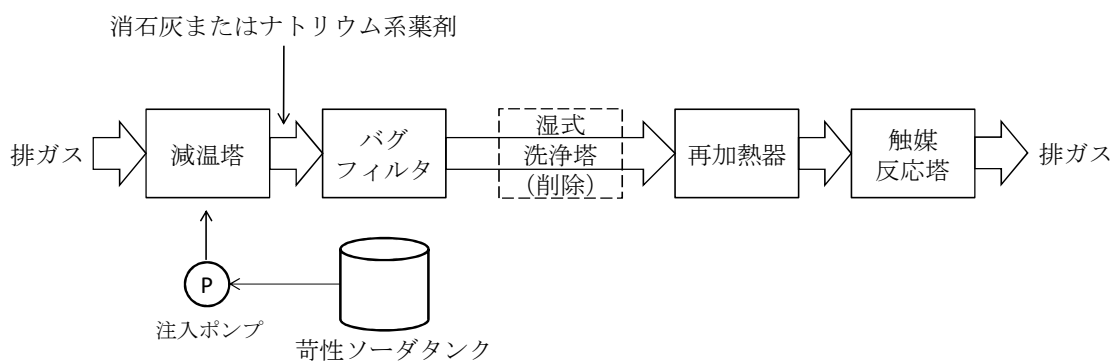 消石灰またはナトリウム系薬剤
排ガス
減温塔
バグ
フィルタ
湿式
洗浄塔
(削除)
再加熱器
触媒
反応塔
排ガス
P
注入ポンプ
苛性ソーダタンク